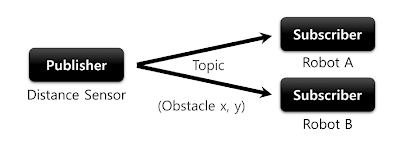 Publisher
Distance Sensor
Topic
(Obstacle x, y)
Subscriber
Robot A
Subscriber
Robot B